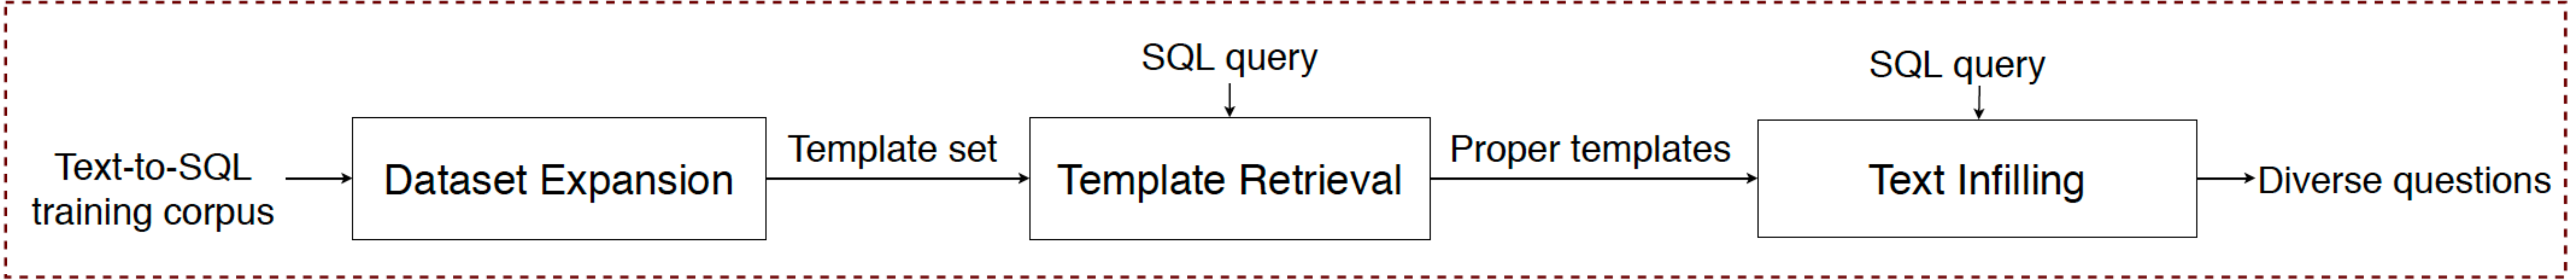 Text-to-SQL
training corpus
Dataset Expansion
Template set
SQL query
Template Retrieval
Proper templates
SQL query
Text Infilling
Diverse questions